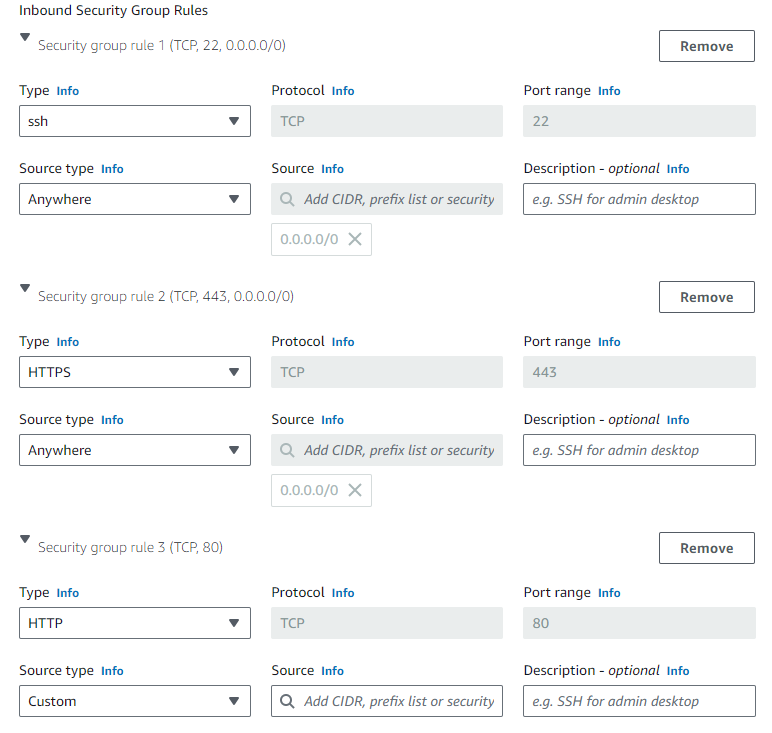 Inbound Security Group Rules
Security group rule 1 (TCP, 22, 0.0.0.0/0)
Remove
Type Info
Protocol Info
Port range Info
ssh
TCP
22
Source type Info
Source Info
Description - optional Info
Anywhere
Add CIDR, prefix list or security
e.g. SSH for admin desktop
0.0.0.0/0
Security group rule 2 (TCP, 443, 0.0.0.0/0)
Remove
Type Info
Protocol Info
Port range Info
HTTPS
TCP
443
Source type Info
Source Info
Description - optional Info
Anywhere
Add CIDR, prefix list or security
e.g. SSH for admin desktop
0.0.0.0/0
Security group rule 3 (TCP, 80)
Remove
Type Info
Protocol Info
Port range Info
HTTP
TCP
80
Source type Info
Source Info
Description - optional Info
Custom
Add CIDR, prefix list or security
e.g. SSH for admin desktop